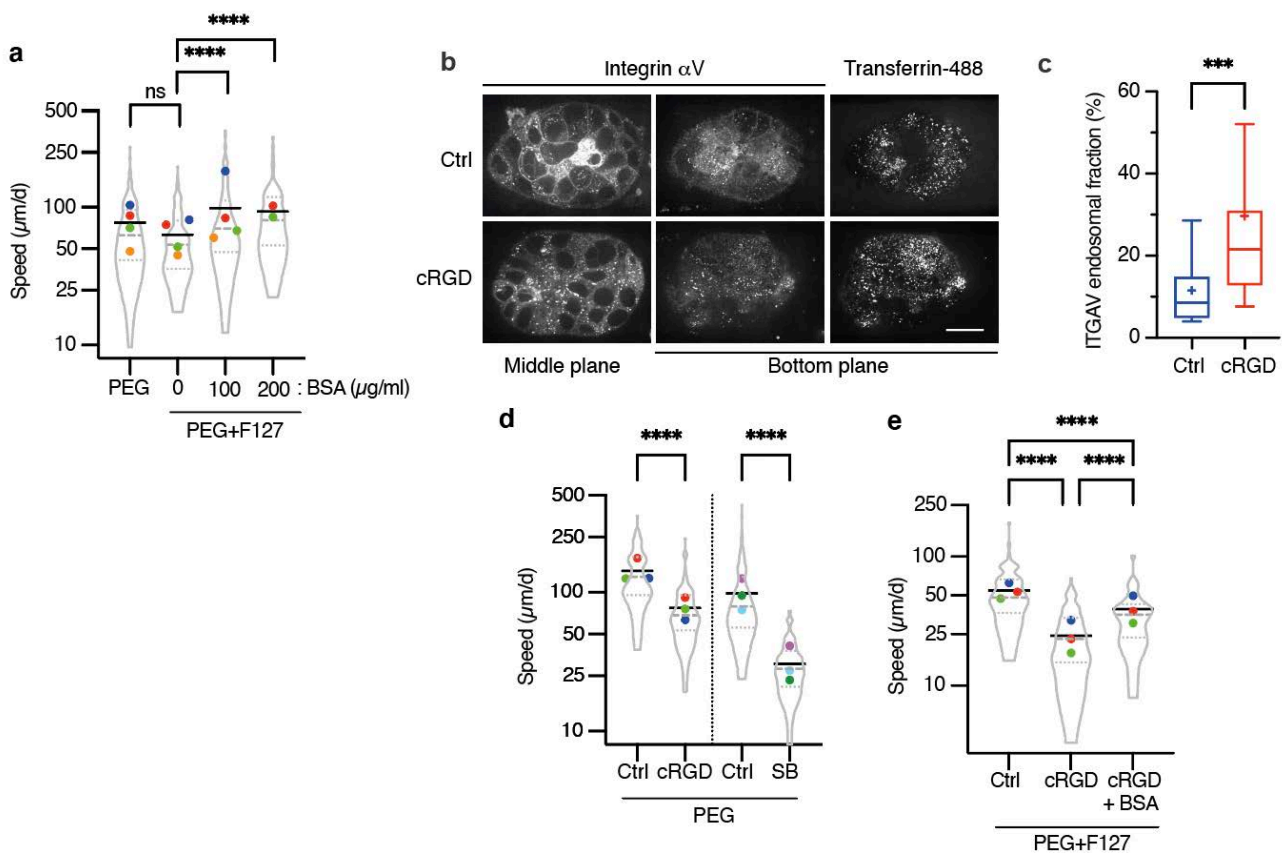 a
****
****
ns
500
250
100
50
25
10
Speed (µm/d)
PEG 0 100 200 : BSA (µg/ml)
PEG+F127
b
Integrin αV Transferrin-488
Ctrl
cRGD
Middle plane Bottom plane
c
***
60
40
20
0
ITGAV endosomal fraction (%)
Ctrl cRGD
d
**** ****
500
250
100
50
25
10
Speed (µm/d)
Ctrl cRGD Ctrl SB
PEG
e
****
**** ****
250
100
50
25
10
Speed (µm/d)
Ctrl cRGD cRGD
+ BSA
PEG+F127